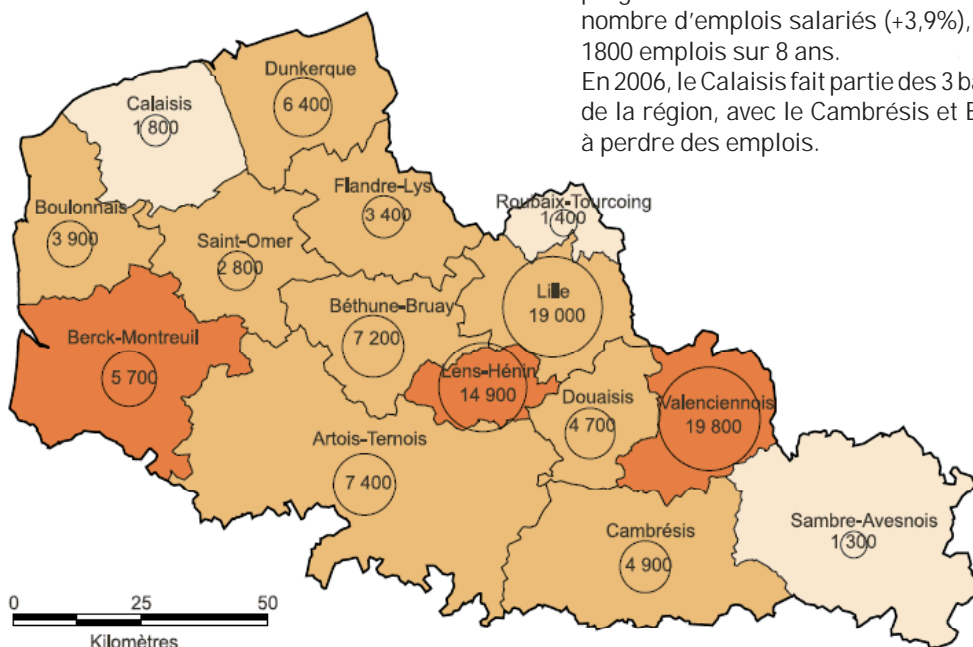 nombre d'emplois salariés (+3,9%),
1800 emplois sur 8 ans.
En 2006, le Calaisis fait partie des 3
de la région, avec le Cambrésis et
à perdre des emplois.
Dunkerque
6 400
Calaisis
1 800
Flandre-Lys
3 400
Roubaix-Tourcoing
1 400
Boulonnais
3 900
Saint-Omer
2 800
Lille
19 000
Béthune-Bruay
7 200
Berck-Montreuil
5 700
Lens-Hénin
14 900
Douaisis
4 700
Valenciennois
19 800
Artois-Ternois
7 400
Cambrésis
4 900
Sambre-Avesnois
1 300
0 25 50
Kilomètres